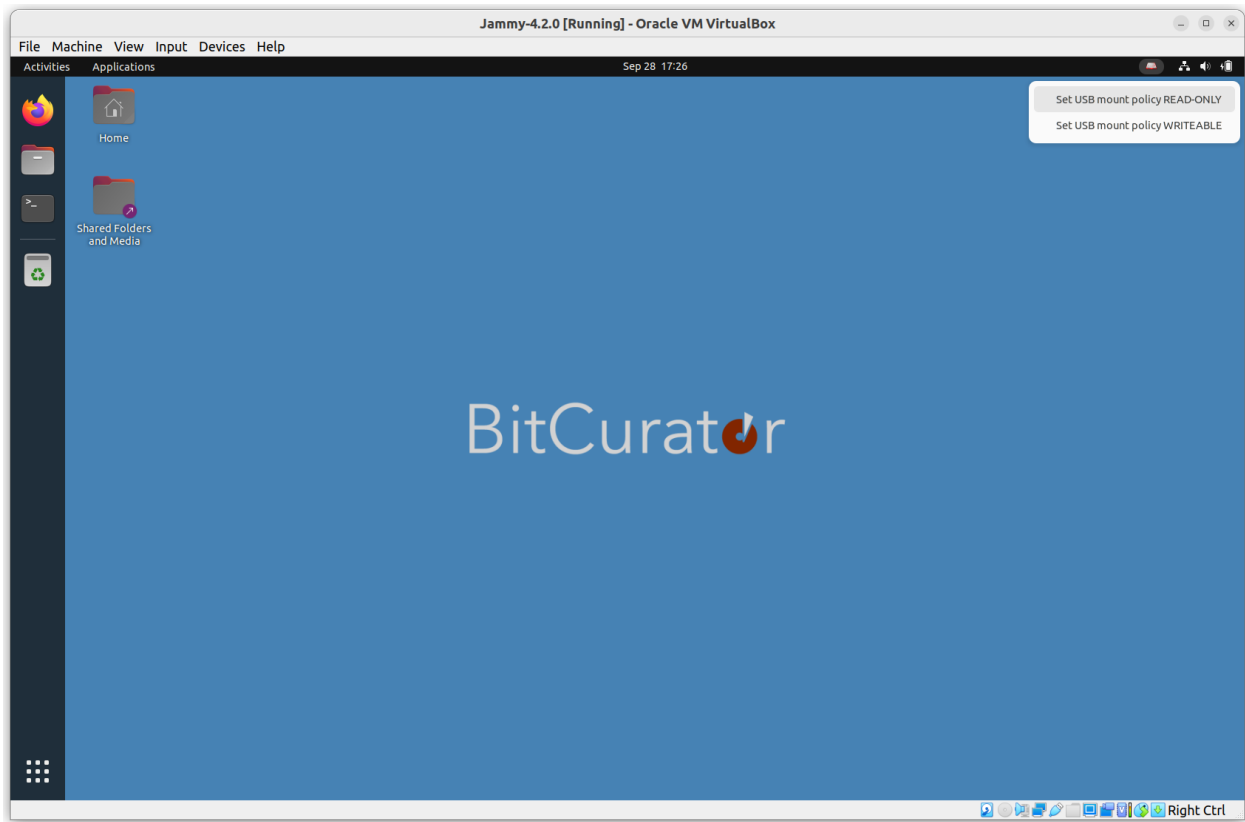 Jammy-4.2.0 [Running] - Oracle VM VirtualBox
File Machine View Input Devices Help
Activities Applications Sep 28 17:26
Set USB mount policy READ-ONLY
Set USB mount policy WRITEABLE
Home
>_
Shared Folders
and Media
BitCurator
Right Ctrl